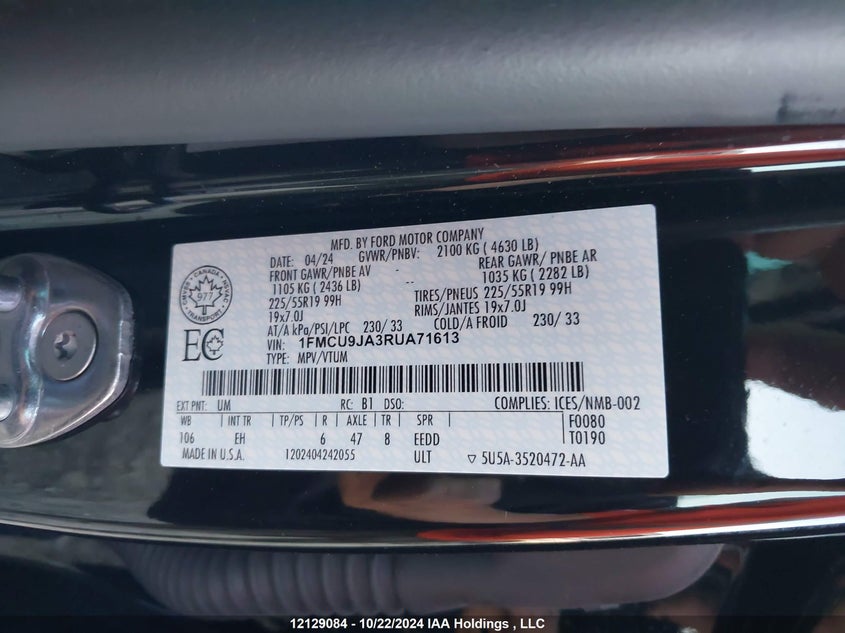 MFD. BY FORD MOTOR COMPANY
DATE: 04/24 GVWR/PNBV: 2100 KG ( 4630 LB)
FRONT GAWR/PNBE AV REAR GAWR/ PNBE AR
1105 KG ( 2436 LB) 1035 KG ( 2282 LB)
225/55R19 99H TIRES/PNEUS 225/55R19 99H
19x7.0J RIMS/JANTES 19x7.0J
AT/A kPa/PSI/LPC 230/ 33 COLD/A FROID 230/ 33
VIN: 1FMCU9JA3RUA71613
TYPE: MPV/VTUM
CANADA
977
TRANSPORT
EC
EXT PNT: UM RC: B1 DSO: COMPLIES: ICES/NMB-002
WB INT TR TP/PS R AXLE TR SPR F0080
106 EH 6 47 8 EEDD T0190
MADE IN U.S.A. 1202404242055 ULT ▽ 5U5A-3520472-AA
12129084 - 10/22/2024 IAA Holdings , LLC